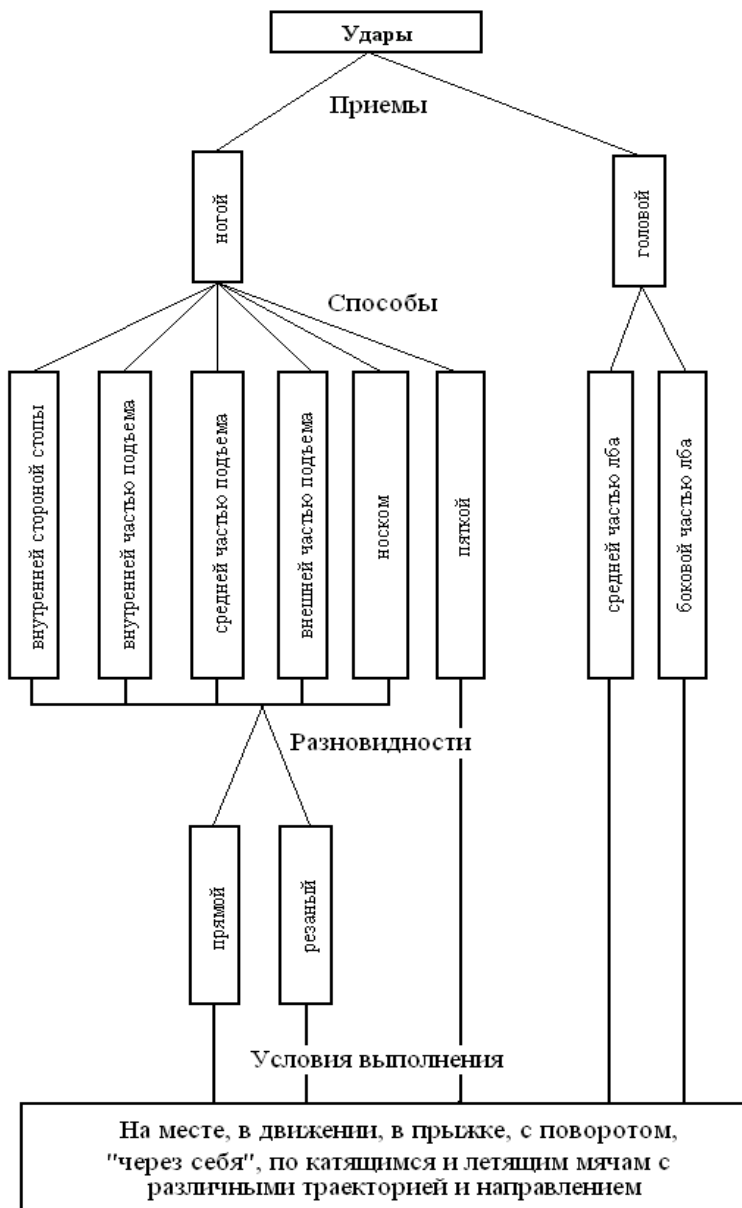 Удары
Приемы
ногой
головой
Способы
внутренней стороной стопы
внутренней частью подъема
средней частью подъема
внешней частью подъема
носком
пяткой
средней частью лба
боковой частью лба
Разновидности
прямой
резаный
Условия выполнения
На месте, в движении, в прыжке, с поворотом,
"через себя", по катящимся и летящим мячам с
различными траекторией и направлением